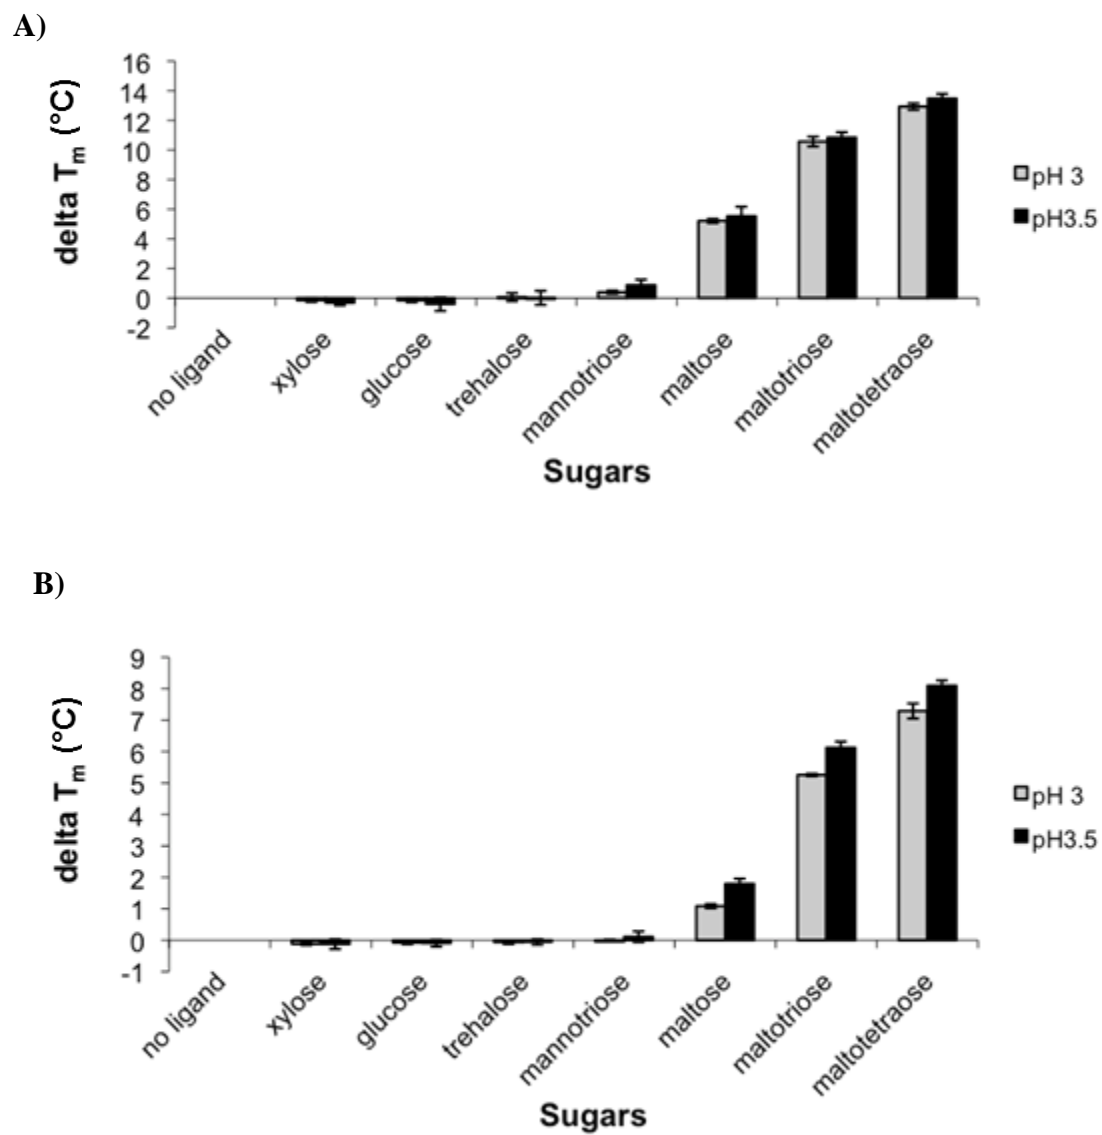 A)
delta Tm (°C)
16
14
12
10
8
6
4
2
0
-2
no ligand
xylose
glucose
trehalose
mannotriose
maltose
maltotriose
maltotetraose
Sugars
pH 3
pH3.5
B)
delta Tm (°C)
9
8
7
6
5
4
3
2
1
0
-1
no ligand
xylose
glucose
trehalose
mannotriose
maltose
maltotriose
maltotetraose
Sugars
pH 3
pH3.5